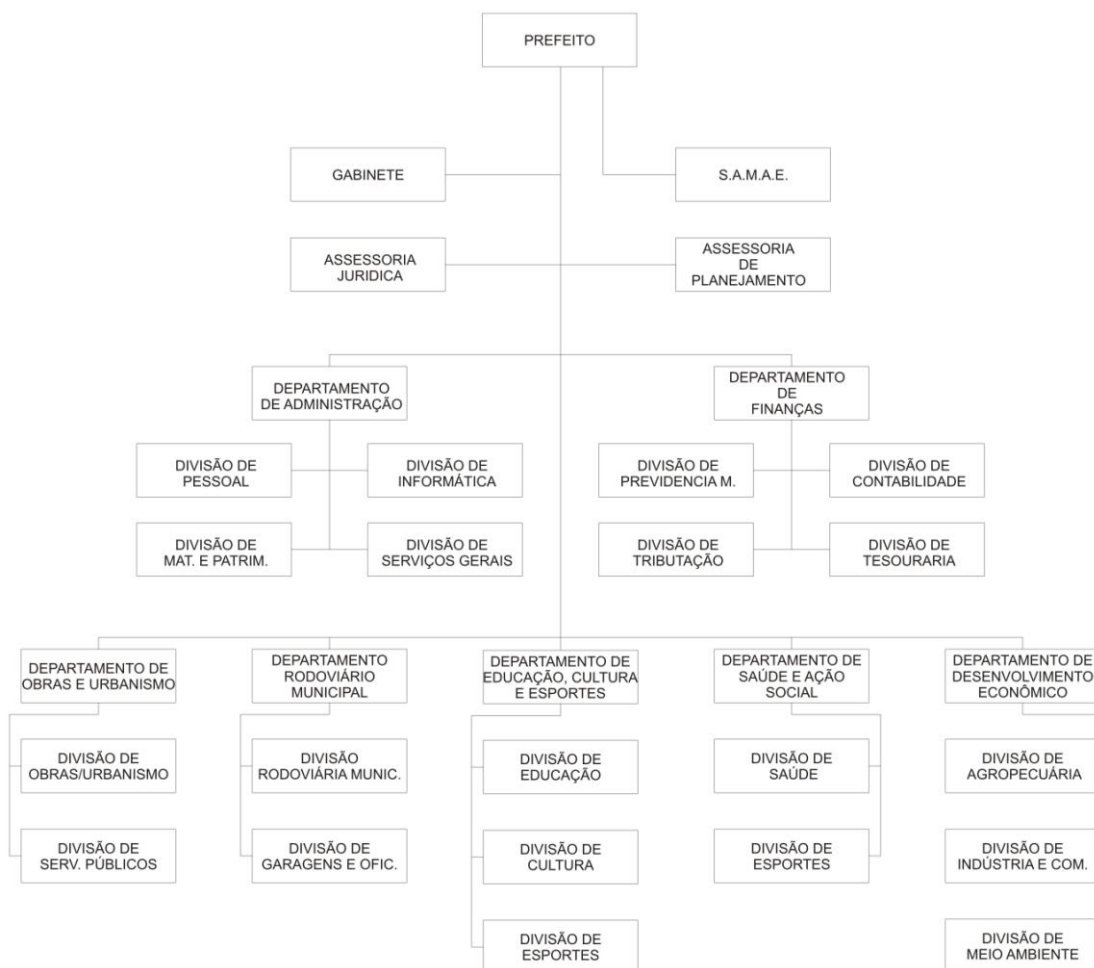 PREFEITO
GABINETE
S.A.M.A.E.
ASSESSORIA
JURIDICA
ASSESSORIA
DE
PLANEJAMENTO
DEPARTAMENTO
DE ADMINISTRAÇÃO
DEPARTAMENTO
DE
FINANÇAS
DIVISÃO DE
PESSOAL
DIVISÃO DE
INFORMÁTICA
DIVISÃO DE
PREVIDENCIA M.
DIVISÃO DE
CONTABILIDADE
DIVISÃO DE
MAT. E PATRIM.
DIVISÃO DE
SERVIÇOS GERAIS
DIVISÃO DE
TRIBUTAÇÃO
DIVISÃO DE
TESOURARIA
DEPARTAMENTO DE
OBRAS E URBANISMO
DEPARTAMENTO
RODOVIÁRIO
MUNICIPAL
DEPARTAMENTO DE
EDUCAÇÃO, CULTURA
E ESPORTES
DEPARTAMENTO DE
SAÚDE E AÇÃO
SOCIAL
DEPARTAMENTO DE
DESENVOLVIMENTO
ECONÔMICO
DIVISÃO DE
OBRAS/URBANISMO
DIVISÃO
RODOVIÁRIA MUNIC.
DIVISÃO DE
EDUCAÇÃO
DIVISÃO DE
SAÚDE
DIVISÃO DE
AGROPECUÁRIA
DIVISÃO DE
SERV. PÚBLICOS
DIVISÃO DE
GARAGENS E OFIC.
DIVISÃO DE
CULTURA
DIVISÃO DE
ESPORTES
DIVISÃO DE
INDÚSTRIA E COM.
DIVISÃO DE
ESPORTES
DIVISÃO DE
MEIO AMBIENTE